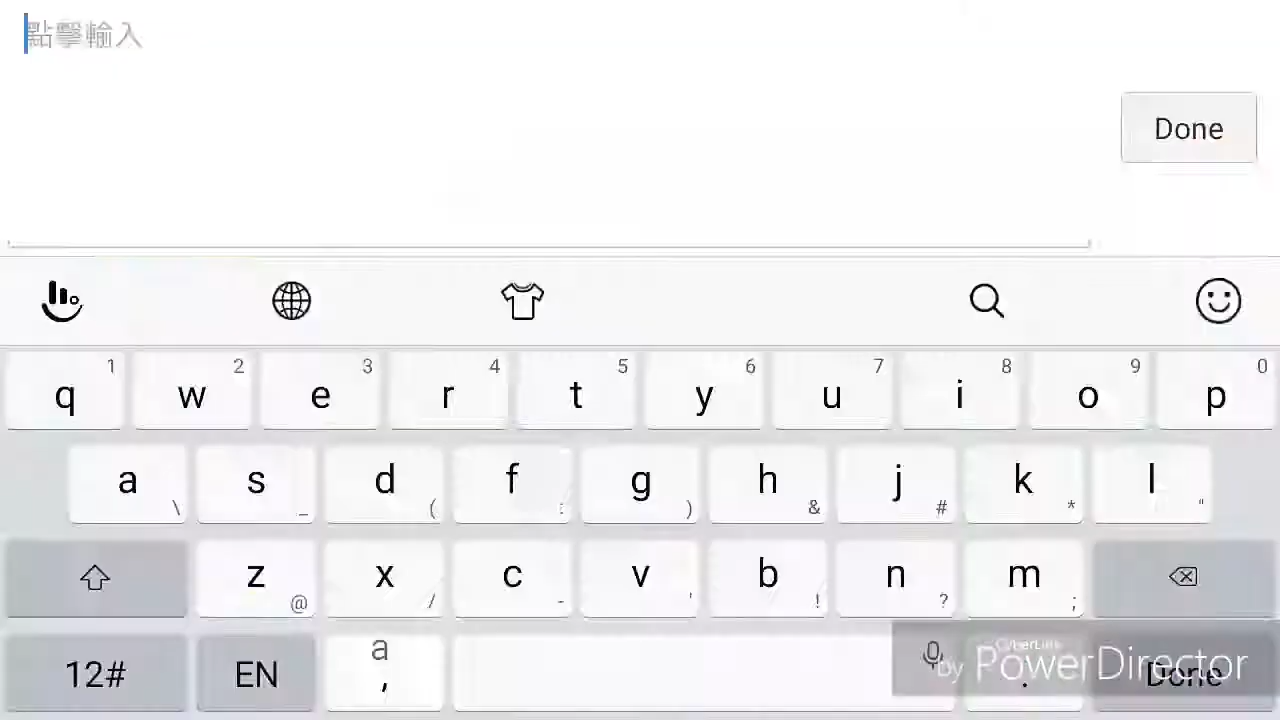 點擊輸入
Done
1 2 3 4 5 6 7 8 9 0
q w e r t y u i o p
a s d f g h j k l
\ _ ( : ) & # * "
z x c v b n m
@ / - ' ! ? ;
12# EN a , . Done
CyberLink
by PowerDirector